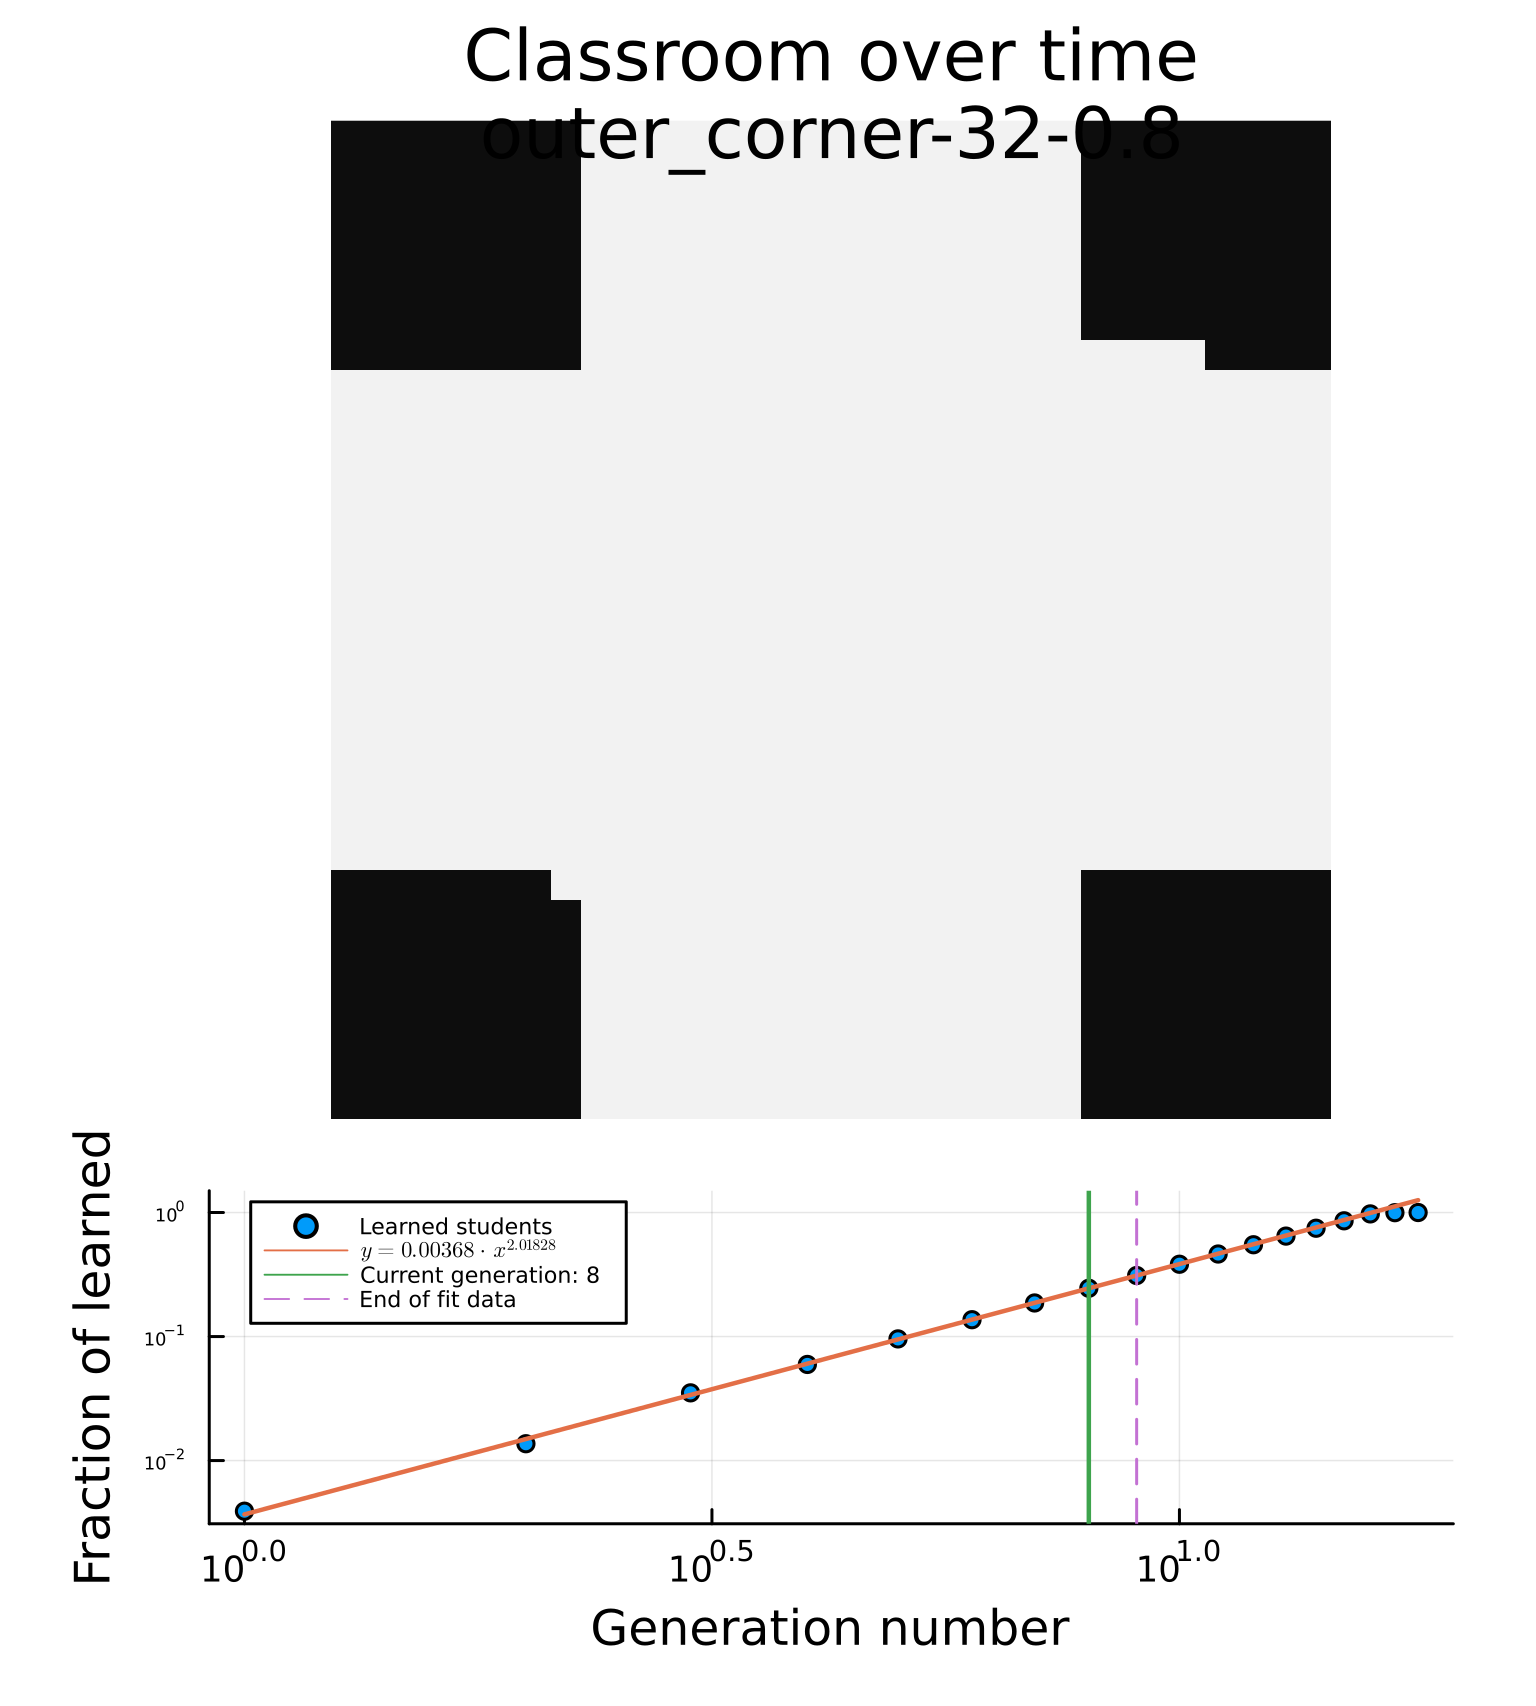 Classroom over time
outer_corner-32-0.8
Fraction of learned
10⁰
10⁻¹
10⁻²
Learned students
y = 0.00368 · x^2.01828
Current generation: 8
End of fit data
10^0.0
10^0.5
10^1.0
Generation number